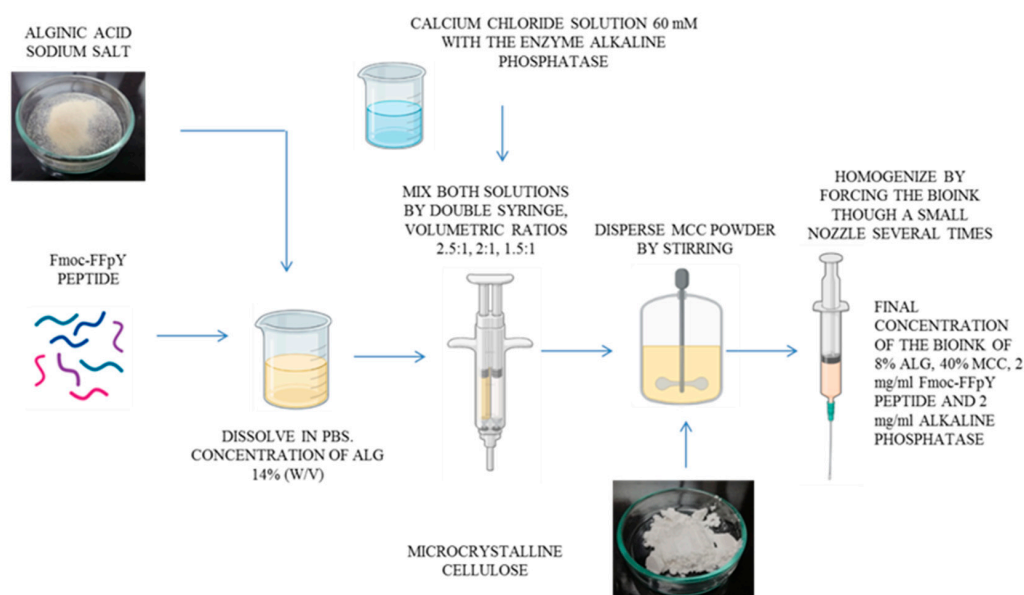 ALGINIC ACID
SODIUM SALT
CALCIUM CHLORIDE SOLUTION 60 mM
WITH THE ENZYME ALKALINE
PHOSPHATASE
Fmoc-FFpY
PEPTIDE
DISSOLVE IN PBS.
CONCENTRATION OF ALG
14% (W/V)
MIX BOTH SOLUTIONS
BY DOUBLE SYRINGE,
VOLUMETRIC RATIOS
2.5:1, 2:1, 1.5:1
DISPERSE MCC POWDER
BY STIRRING
MICROCRYSTALLINE
CELLULOSE
HOMOGENIZE BY
FORCING THE BIOINK
THOUGH A SMALL
NOZZLE SEVERAL TIMES
FINAL
CONCENTRATION
OF THE BIOINK OF
8% ALG, 40% MCC, 2
mg/ml Fmoc-FFpY
PEPTIDE AND 2
mg/ml ALKALINE
PHOSPHATASE